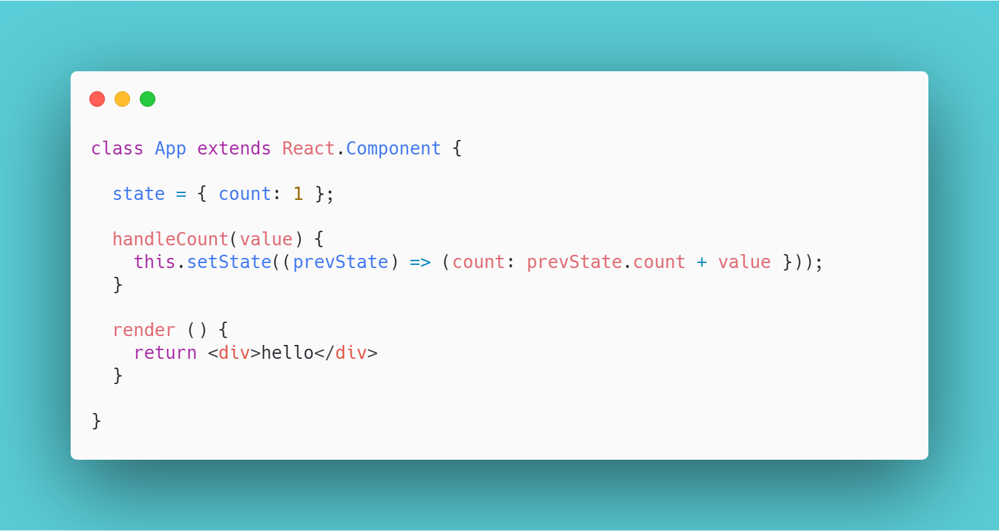 class App extends React.Component {
state = { count: 1 };
handleCount(value) {
this.setState((prevState) => (count: prevState.count + value }));
}
render () {
return <div>hello</div>
}
}